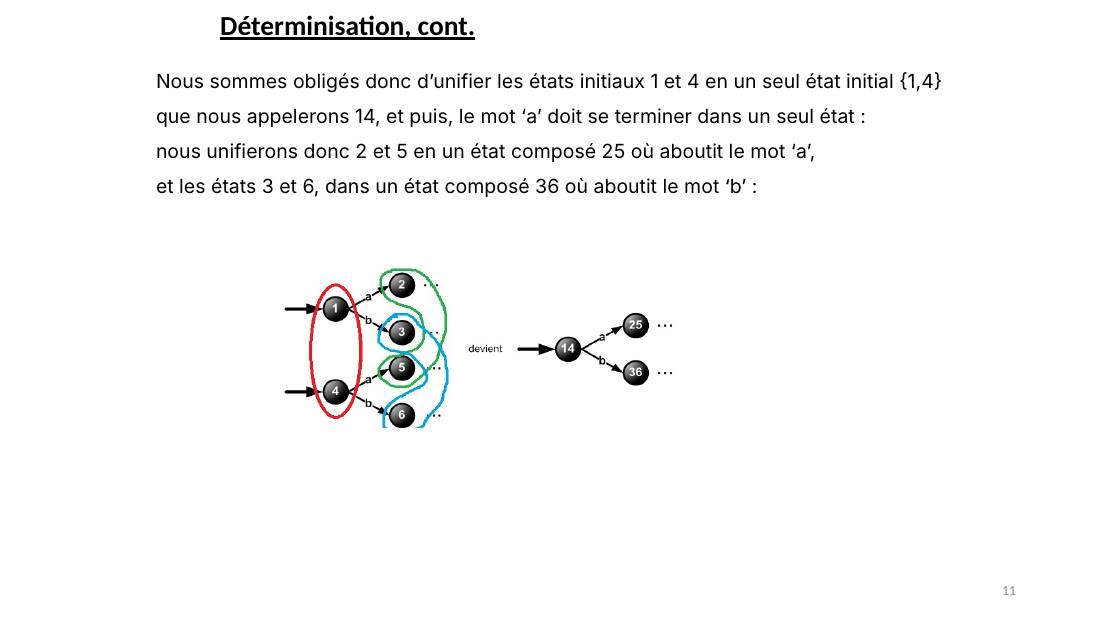 Déterminisation, cont.
Nous sommes obligés donc d’unifier les états initiaux 1 et 4 en un seul état initial {1,4}
que nous appelerons 14, et puis, le mot ‘a’ doit se terminer dans un seul état :
nous unifierons donc 2 et 5 en un état composé 25 où aboutit le mot ‘a’,
et les états 3 et 6, dans un état composé 36 où aboutit le mot ‘b’ :
2 ...
a
1
b
3 ...
5 ...
a
4
b
6 ...
devient
14
a
25 ...
b
36 ...
11